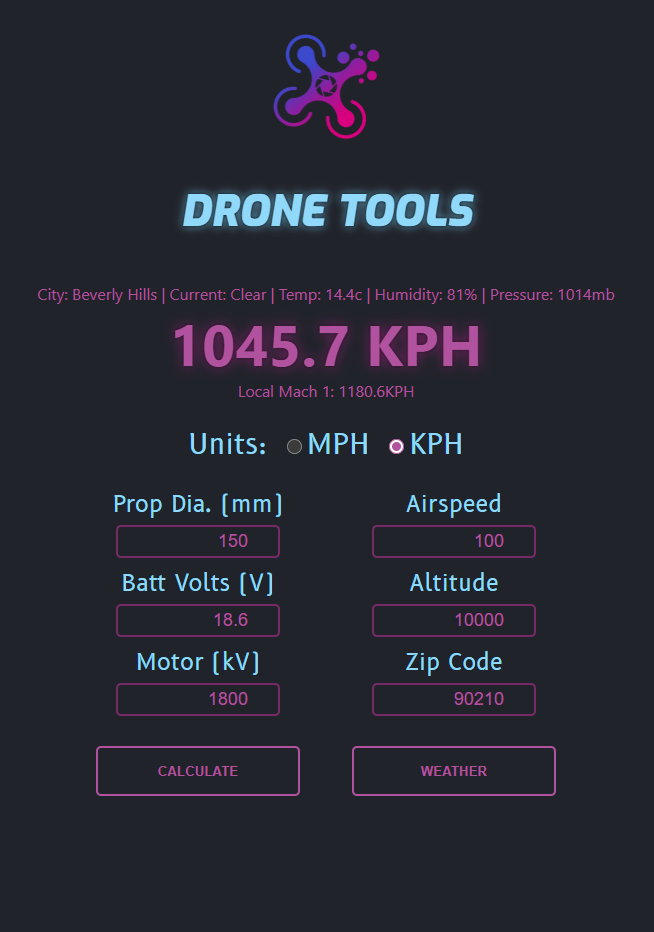 DRONE TOOLS
City: Beverly Hills | Current: Clear | Temp: 14.4c | Humidity: 81% | Pressure: 1014mb
1045.7 KPH
Local Mach 1: 1180.6KPH
Units: MPH KPH
Prop Dia. (mm) Airspeed
150 100
Batt Volts (V) Altitude
18.6 10000
Motor (kV) Zip Code
1800 90210
CALCULATE WEATHER